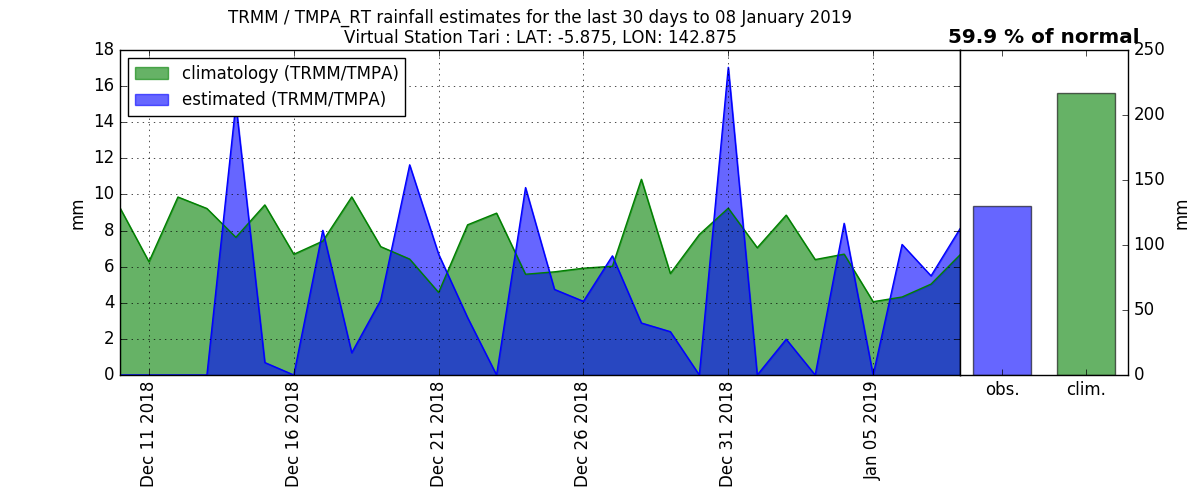 TRMM / TMPA_RT rainfall estimates for the last 30 days to 08 January 2019
Virtual Station Tari : LAT: -5.875, LON: 142.875
59.9 % of normal
climatology (TRMM/TMPA)
estimated (TRMM/TMPA)
mm
18
16
14
12
10
8
6
4
2
0
Dec 11 2018
Dec 16 2018
Dec 21 2018
Dec 26 2018
Dec 31 2018
Jan 05 2019
obs.
clim.
250
200
150
100
50
0
mm